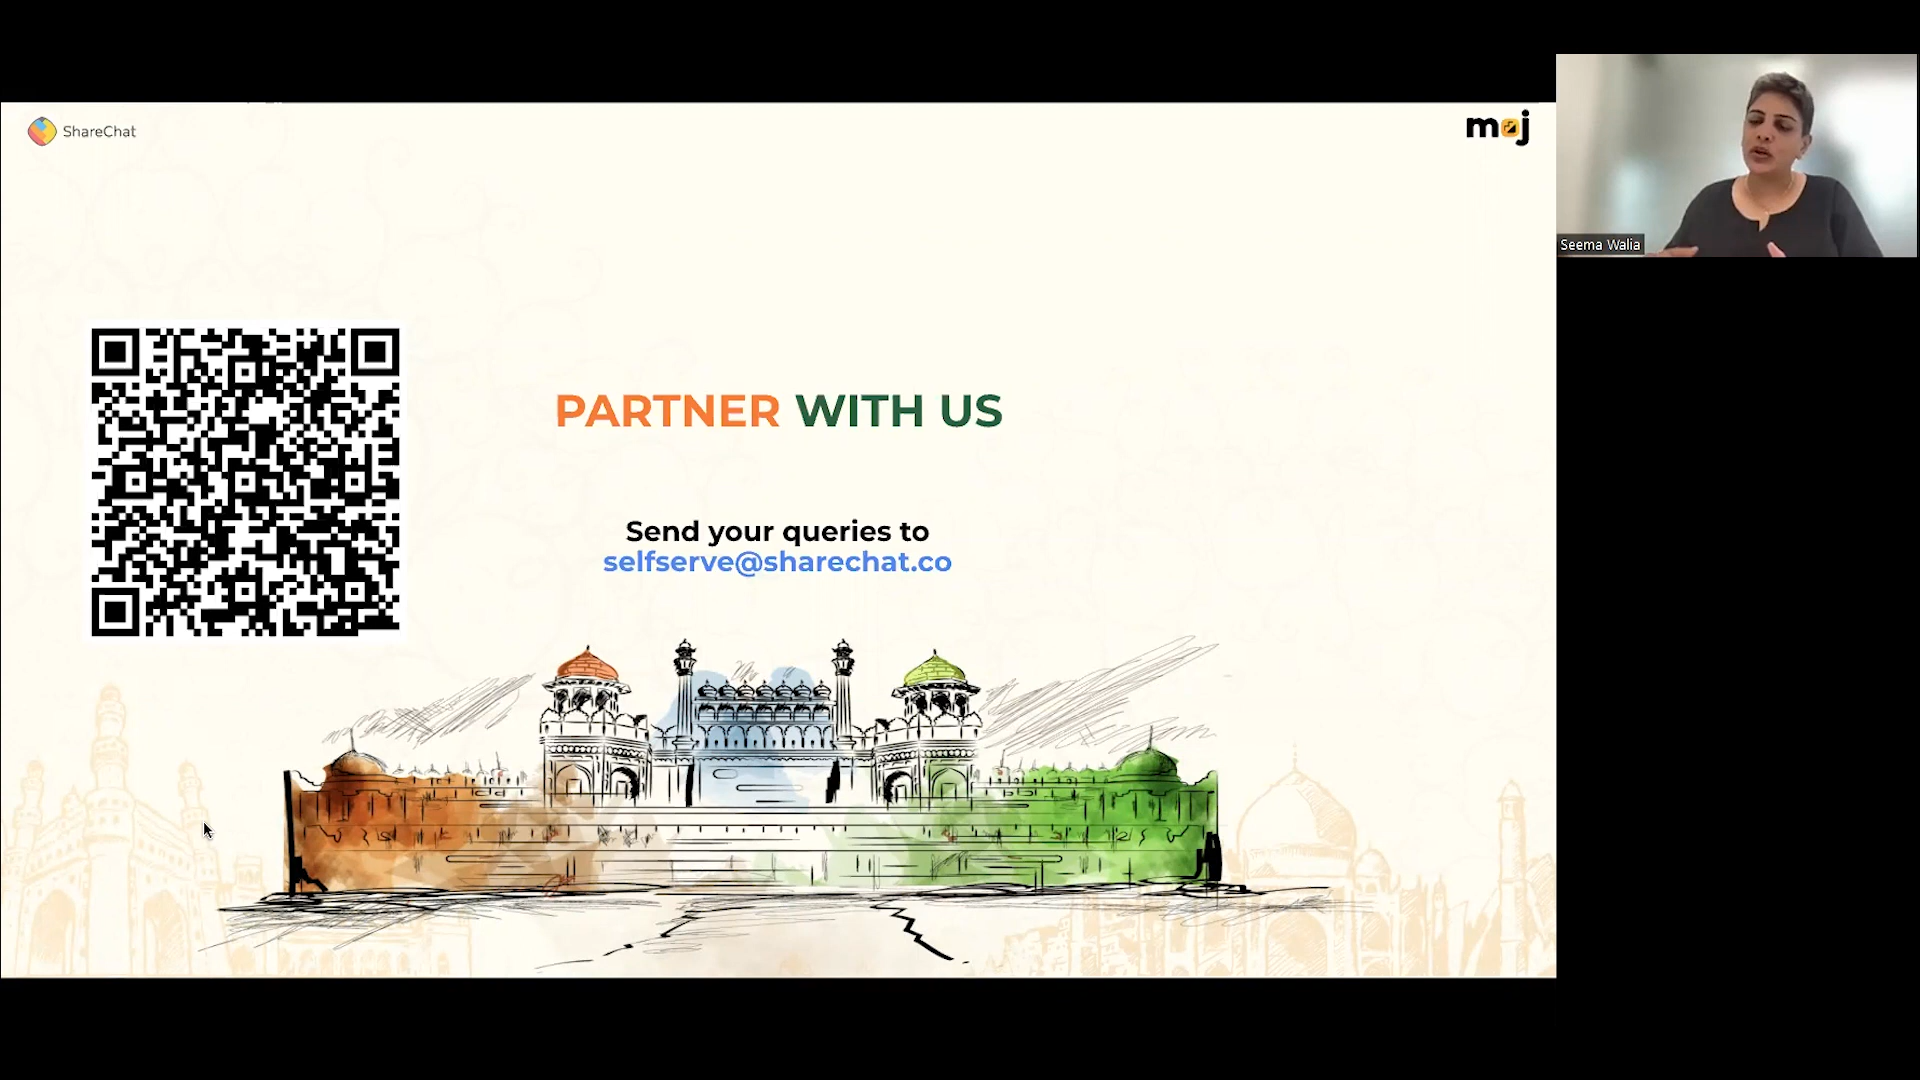 ShareChat
moj
Seema Walia
PARTNER WITH US
Send your queries to
selfserve@sharechat.co